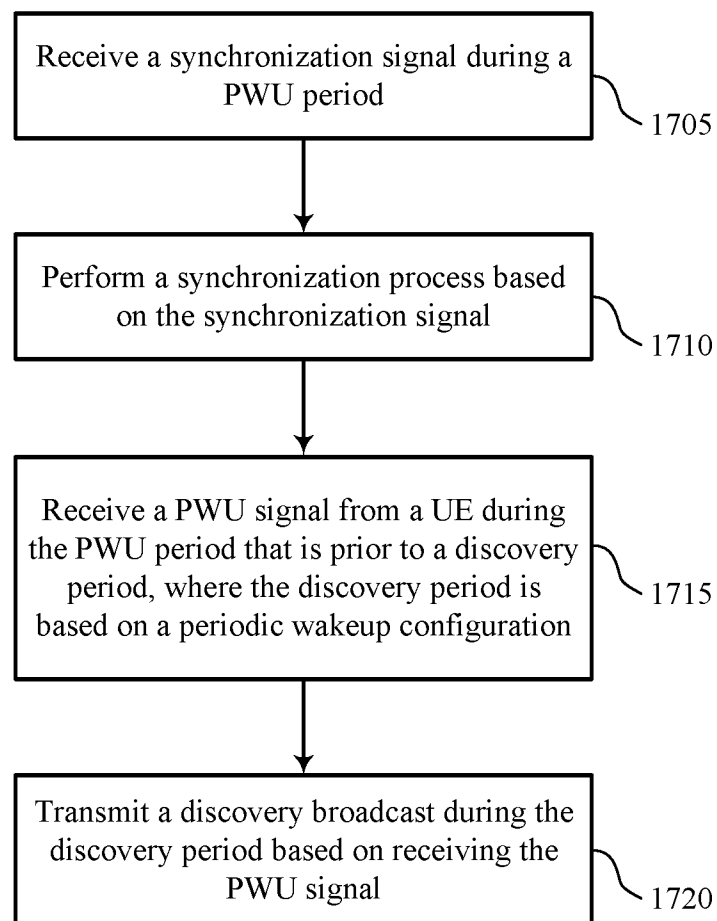 Receive a synchronization signal during a
PWU period
1705
Perform a synchronization process based
on the synchronization signal
1710
Receive a PWU signal from a UE during
the PWU period that is prior to a discovery
period, where the discovery period is
based on a periodic wakeup configuration
1715
Transmit a discovery broadcast during the
discovery period based on receiving the
PWU signal
1720